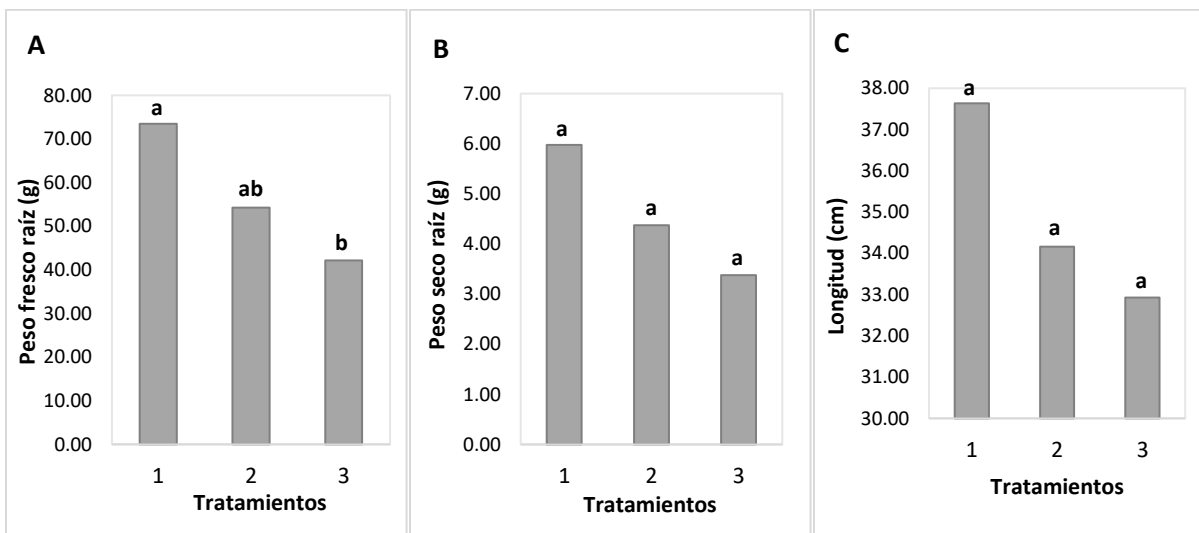 A
Peso fresco raíz (g)
80.00
70.00
60.00
50.00
40.00
30.00
20.00
10.00
0.00
a
ab
b
1 2 3
Tratamientos
B
Peso seco raíz (g)
7.00
6.00
5.00
4.00
3.00
2.00
1.00
0.00
a
a
a
1 2 3
Tratamientos
C
Longitud (cm)
38.00
37.00
36.00
35.00
34.00
33.00
32.00
31.00
30.00
a
a
a
1 2 3
Tratamientos